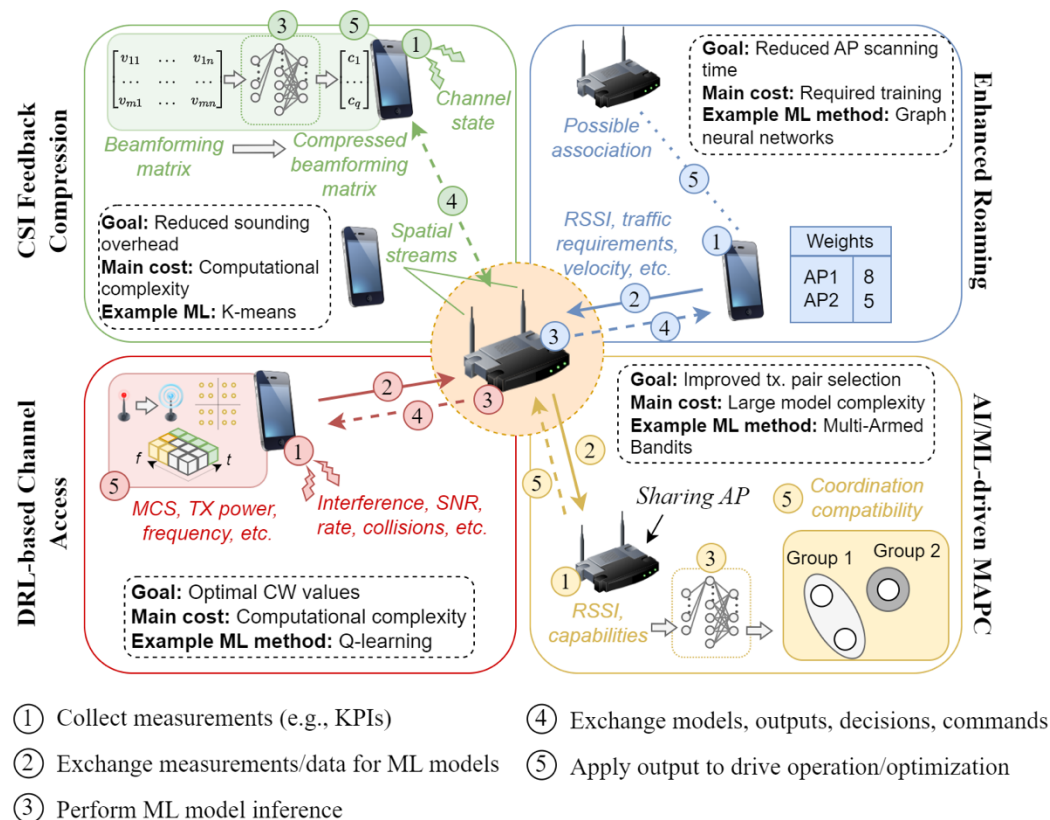 CSI Feedback
Compression
3
5
1
v11 ... v1n
... ... ...
vm1 ... vmn
c1
...
cq
Channel
state
Beamforming
matrix
Compressed
beamforming
matrix
4
Goal: Reduced sounding
overhead
Main cost: Computational
complexity
Example ML: K-means
Spatial
streams
Enhanced Roaming
Goal: Reduced AP scanning
time
Main cost: Required training
Example ML method: Graph
neural networks
Possible
association
5
RSSI, traffic
requirements,
velocity, etc.
1
Weights
AP1 8
AP2 5
2
3
4
DRL-based Channel
Access
2
4
3
1
f t
5
MCS, TX power,
frequency, etc.
Interference, SNR,
rate, collisions, etc.
Goal: Optimal CW values
Main cost: Computational complexity
Example ML method: Q-learning
AI/ML-driven MAPC
Goal: Improved tx. pair selection
Main cost: Large model complexity
Example ML method: Multi-Armed
Bandits
2
5
Sharing AP
5
Coordination
compatibility
1
3
Group 1
Group 2
RSSI,
capabilities
1 Collect measurements (e.g., KPIs)
2 Exchange measurements/data for ML models
3 Perform ML model inference
4 Exchange models, outputs, decisions, commands
5 Apply output to drive operation/optimization